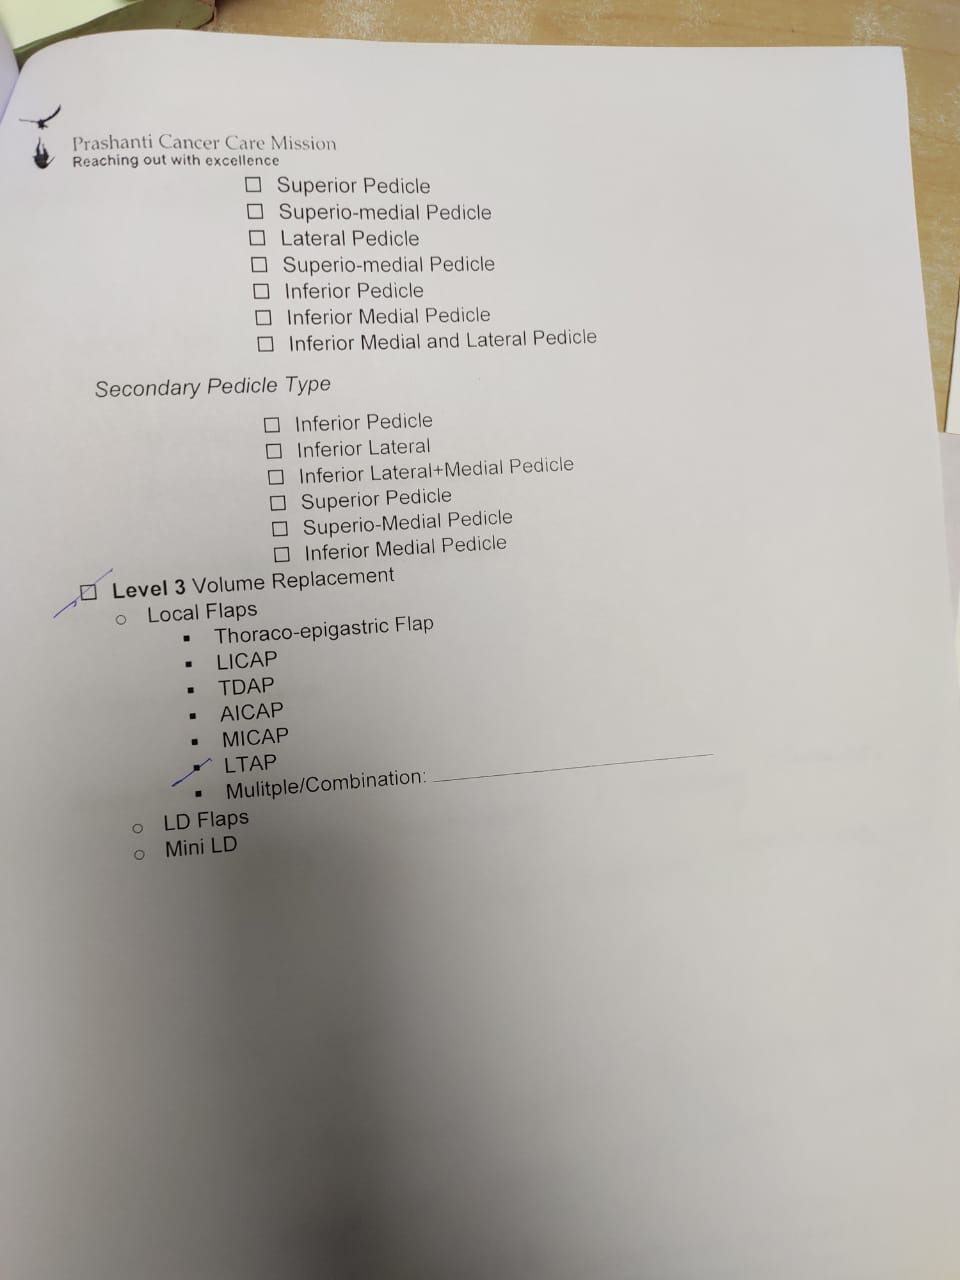 Prashanti Cancer Care Mission
Reaching out with excellence
☐ Superior Pedicle
☐ Superio-medial Pedicle
☐ Lateral Pedicle
☐ Superio-medial Pedicle
☐ Inferior Pedicle
☐ Inferior Medial Pedicle
☐ Inferior Medial and Lateral Pedicle
Secondary Pedicle Type
☐ Inferior Pedicle
☐ Inferior Lateral
☐ Inferior Lateral+Medial Pedicle
☐ Superior Pedicle
☐ Superio-Medial Pedicle
☐ Inferior Medial Pedicle
☐ Level 3 Volume Replacement
○ Local Flaps
▪ Thoraco-epigastric Flap
▪ LICAP
▪ TDAP
▪ AICAP
▪ MICAP
▪ LTAP
▪ Mulitple/Combination: ____________________
○ LD Flaps
○ Mini LD